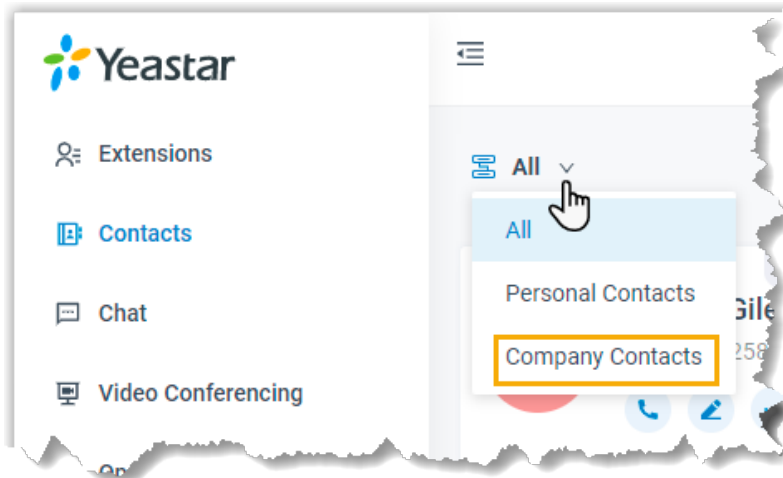 Yeastar
Extensions
All
Contacts
All
Chat
Personal Contacts
Company Contacts
Video Conferencing